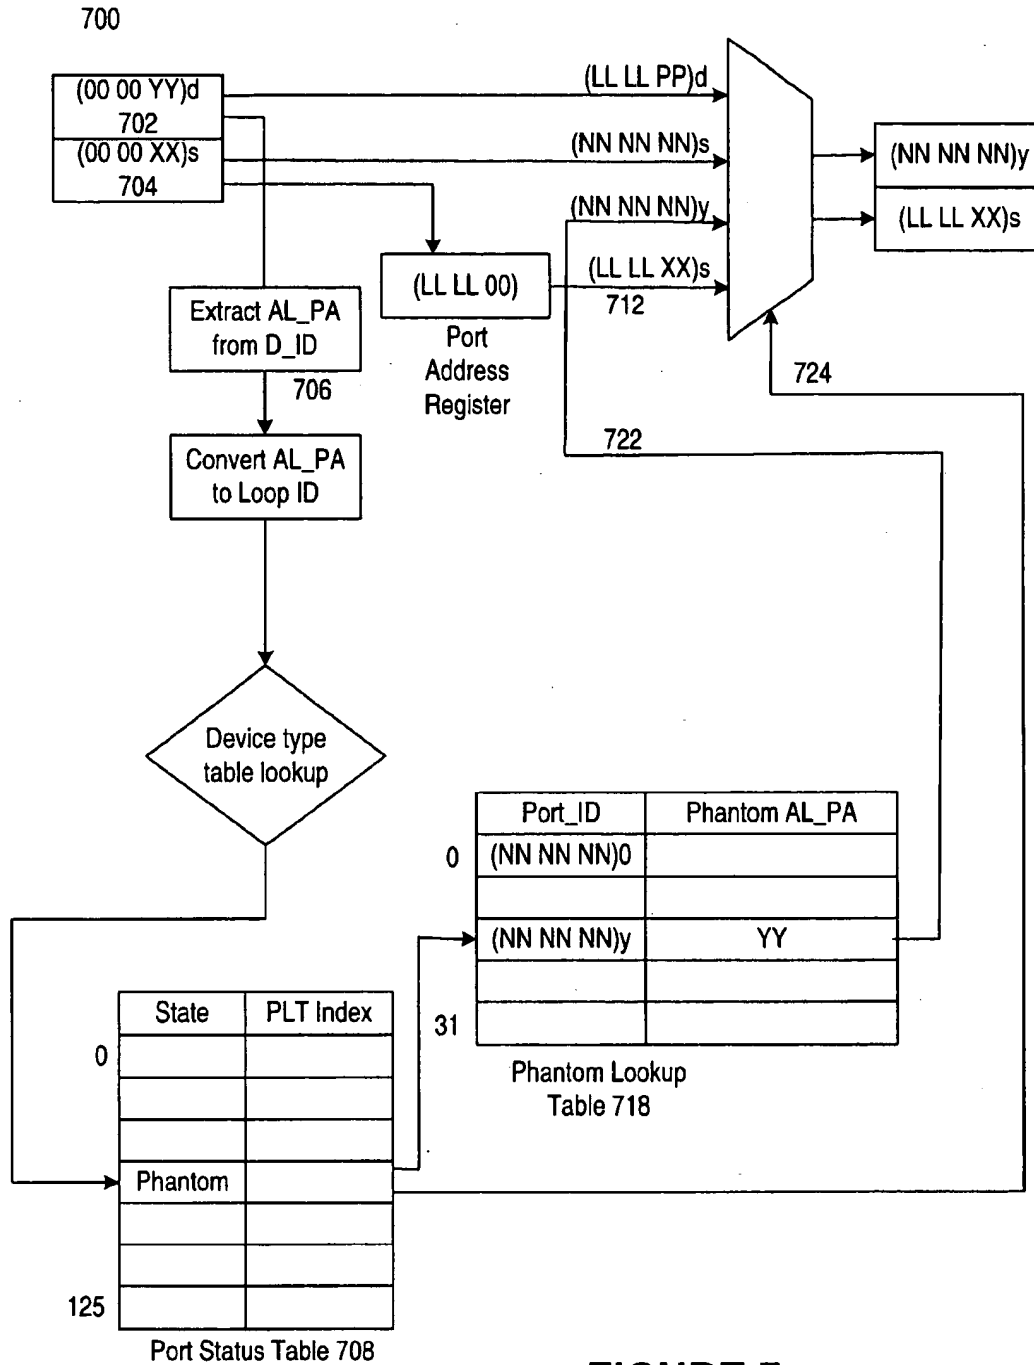 700
(00 00 YY)d
702
(00 00 XX)s
704
(LL LL PP)d
(NN NN NN)s
(NN NN NN)y
(LL LL XX)s
712
(NN NN NN)y
(LL LL XX)s
(LL LL 00)
Port
Address
Register
Extract AL_PA
from D_ID
706
Convert AL_PA
to Loop ID
724
722
Device type
table lookup
Port_ID
Phantom AL_PA
0
(NN NN NN)0
(NN NN NN)y
YY
31
Phantom Lookup
Table 718
State
PLT Index
0
Phantom
125
Port Status Table 708